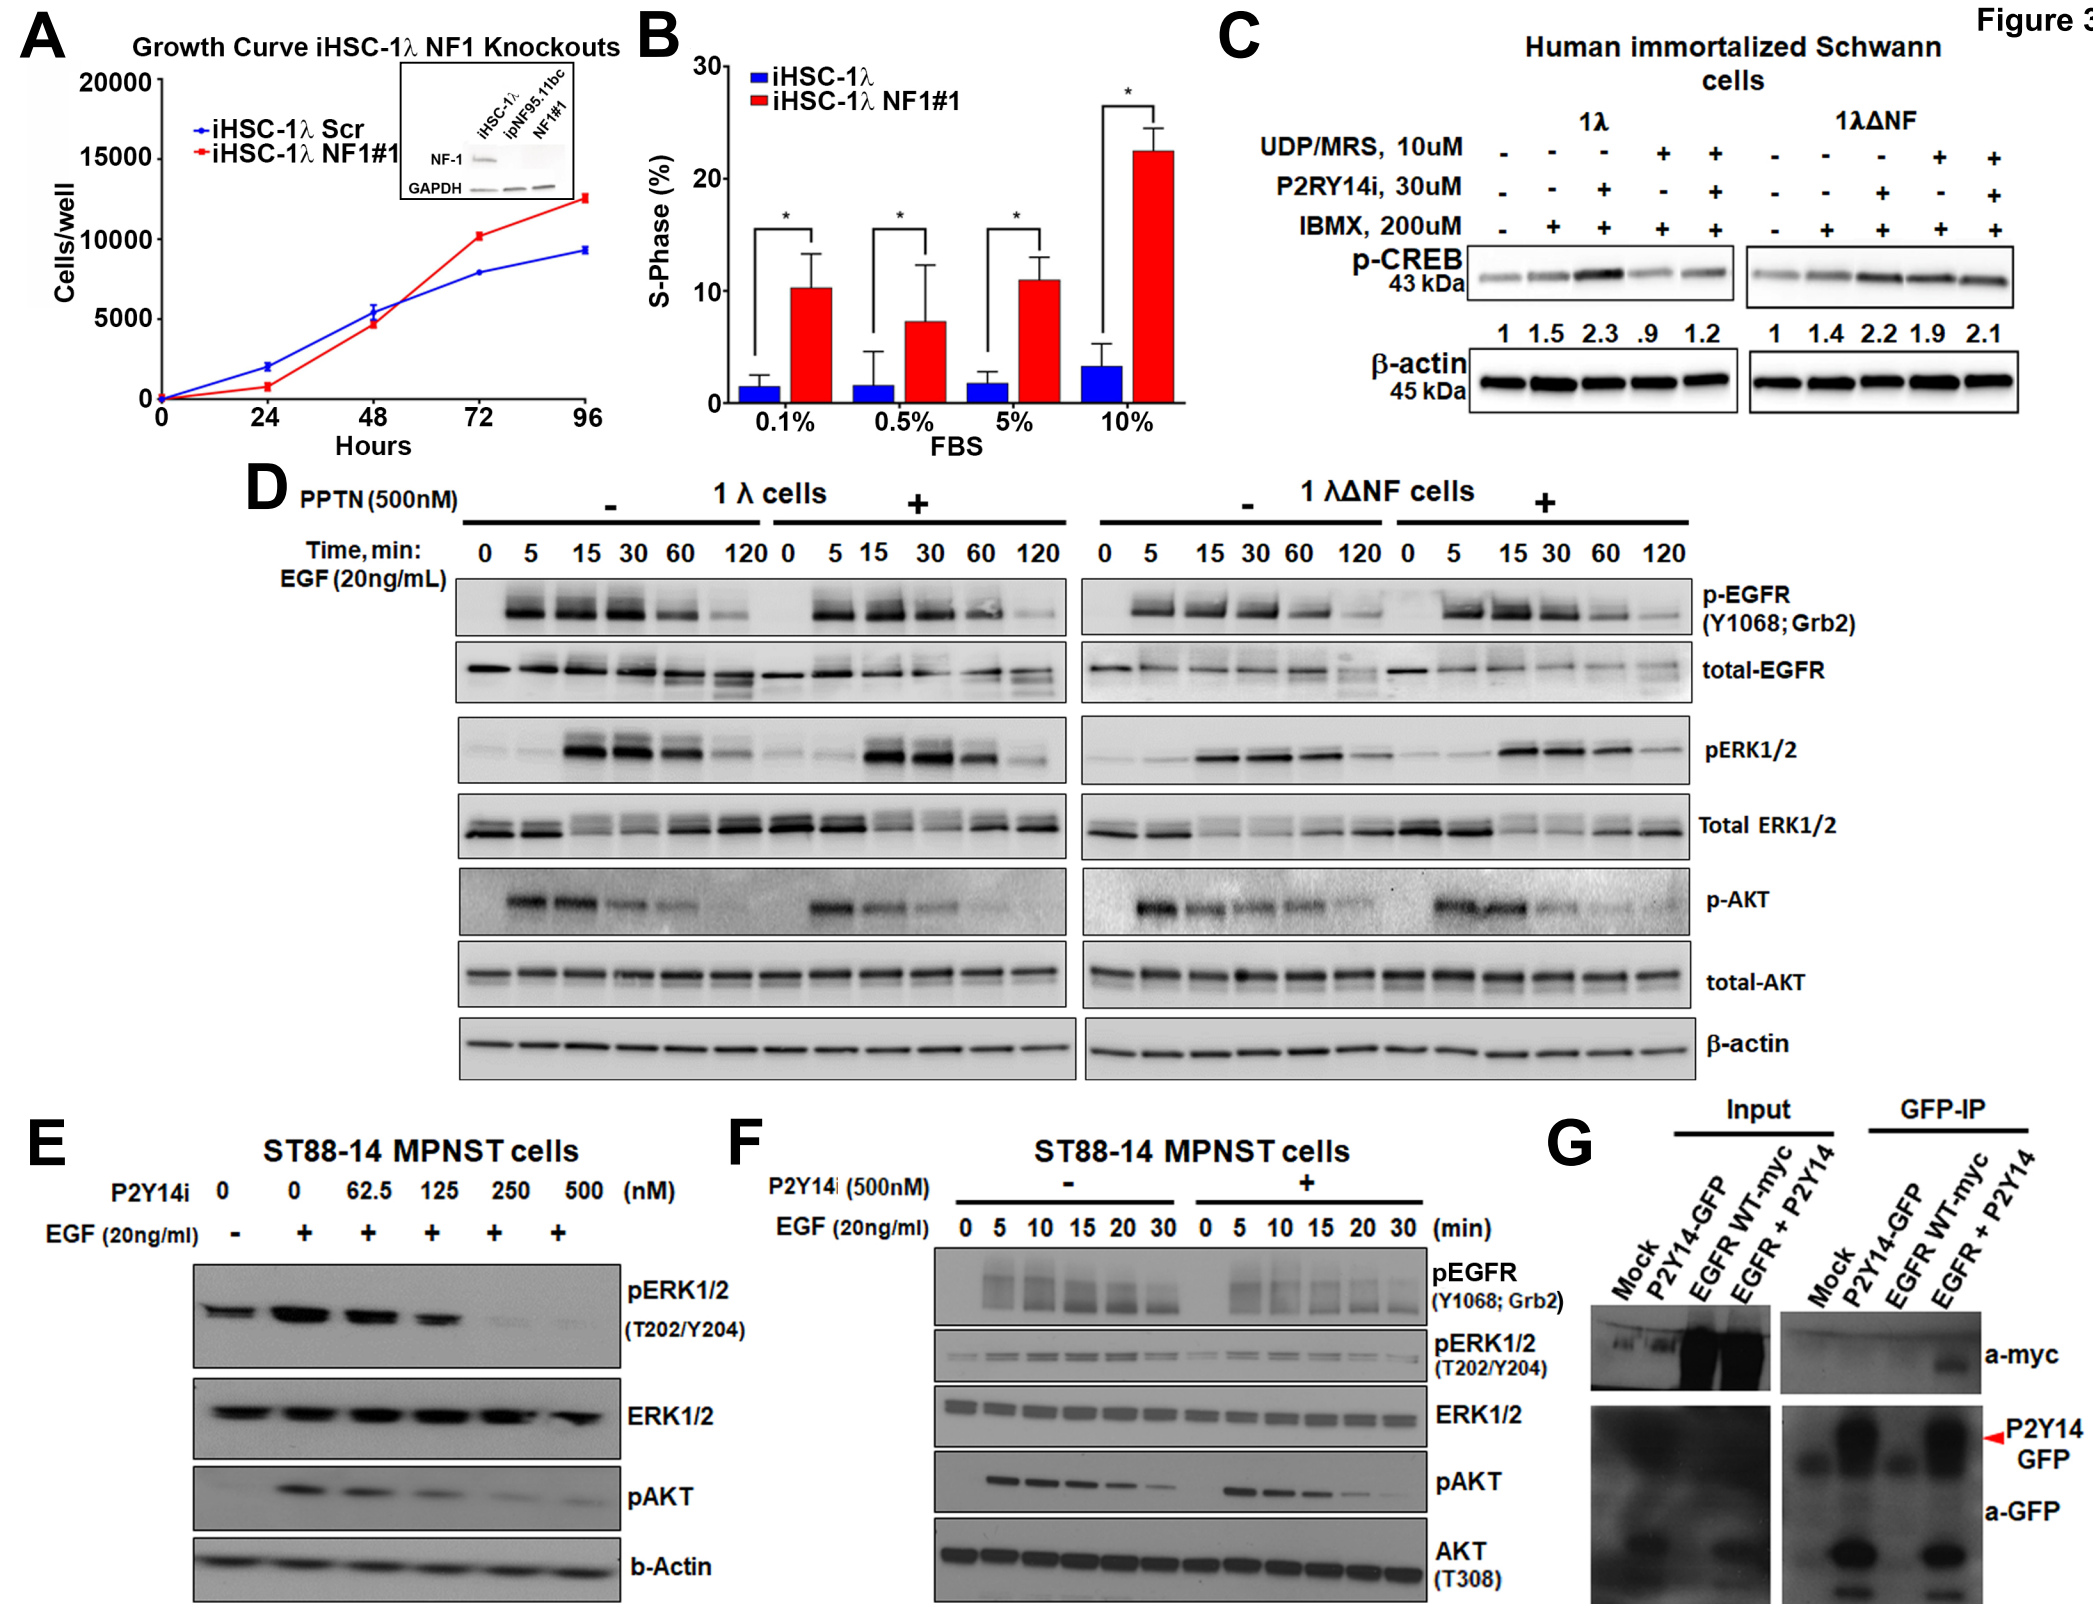 Figure 3
A
Growth Curve iHSC-1λ NF1 Knockouts
20000
15000
10000
5000
0
Cells/well
0 24 48 72 96
Hours
iHSC-1λ Scr
iHSC-1λ NF1#1
iHSC-1λ
ipNF95.11bc
NF1#1
NF-1
GAPDH
B
iHSC-1λ
iHSC-1λ NF1#1
30
20
10
0
S-Phase (%)
* * * *
0.1% 0.5% 5% 10%
FBS
C
Human immortalized Schwann
cells
1λ 1λΔNF
UDP/MRS, 10uM - - - + + - - - + +
P2RY14i, 30uM - - + - + - - + - +
IBMX, 200uM - + + + + - + + + +
p-CREB
43 kDa
1 1.5 2.3 .9 1.2 1 1.4 2.2 1.9 2.1
β-actin
45 kDa
D
1 λ cells 1 λΔNF cells
PPTN (500nM) - + - +
Time, min: 0 5 15 30 60 120 0 5 15 30 60 120 0 5 15 30 60 120 0 5 15 30 60 120
EGF (20ng/mL)
p-EGFR
(Y1068; Grb2)
total-EGFR
pERK1/2
Total ERK1/2
p-AKT
total-AKT
β-actin
E
ST88-14 MPNST cells
P2Y14i 0 0 62.5 125 250 500 (nM)
EGF (20ng/ml) - + + + + +
pERK1/2
(T202/Y204)
ERK1/2
pAKT
b-Actin
F
ST88-14 MPNST cells
P2Y14i (500nM) - +
EGF (20ng/ml) 0 5 10 15 20 30 0 5 10 15 20 30 (min)
pEGFR
(Y1068; Grb2)
pERK1/2
(T202/Y204)
ERK1/2
pAKT
AKT
(T308)
G
Input GFP-IP
Mock
P2Y14-GFP
EGFR WT-myc
EGFR + P2Y14
Mock
P2Y14-GFP
EGFR WT-myc
EGFR + P2Y14
a-myc
P2Y14
GFP
a-GFP